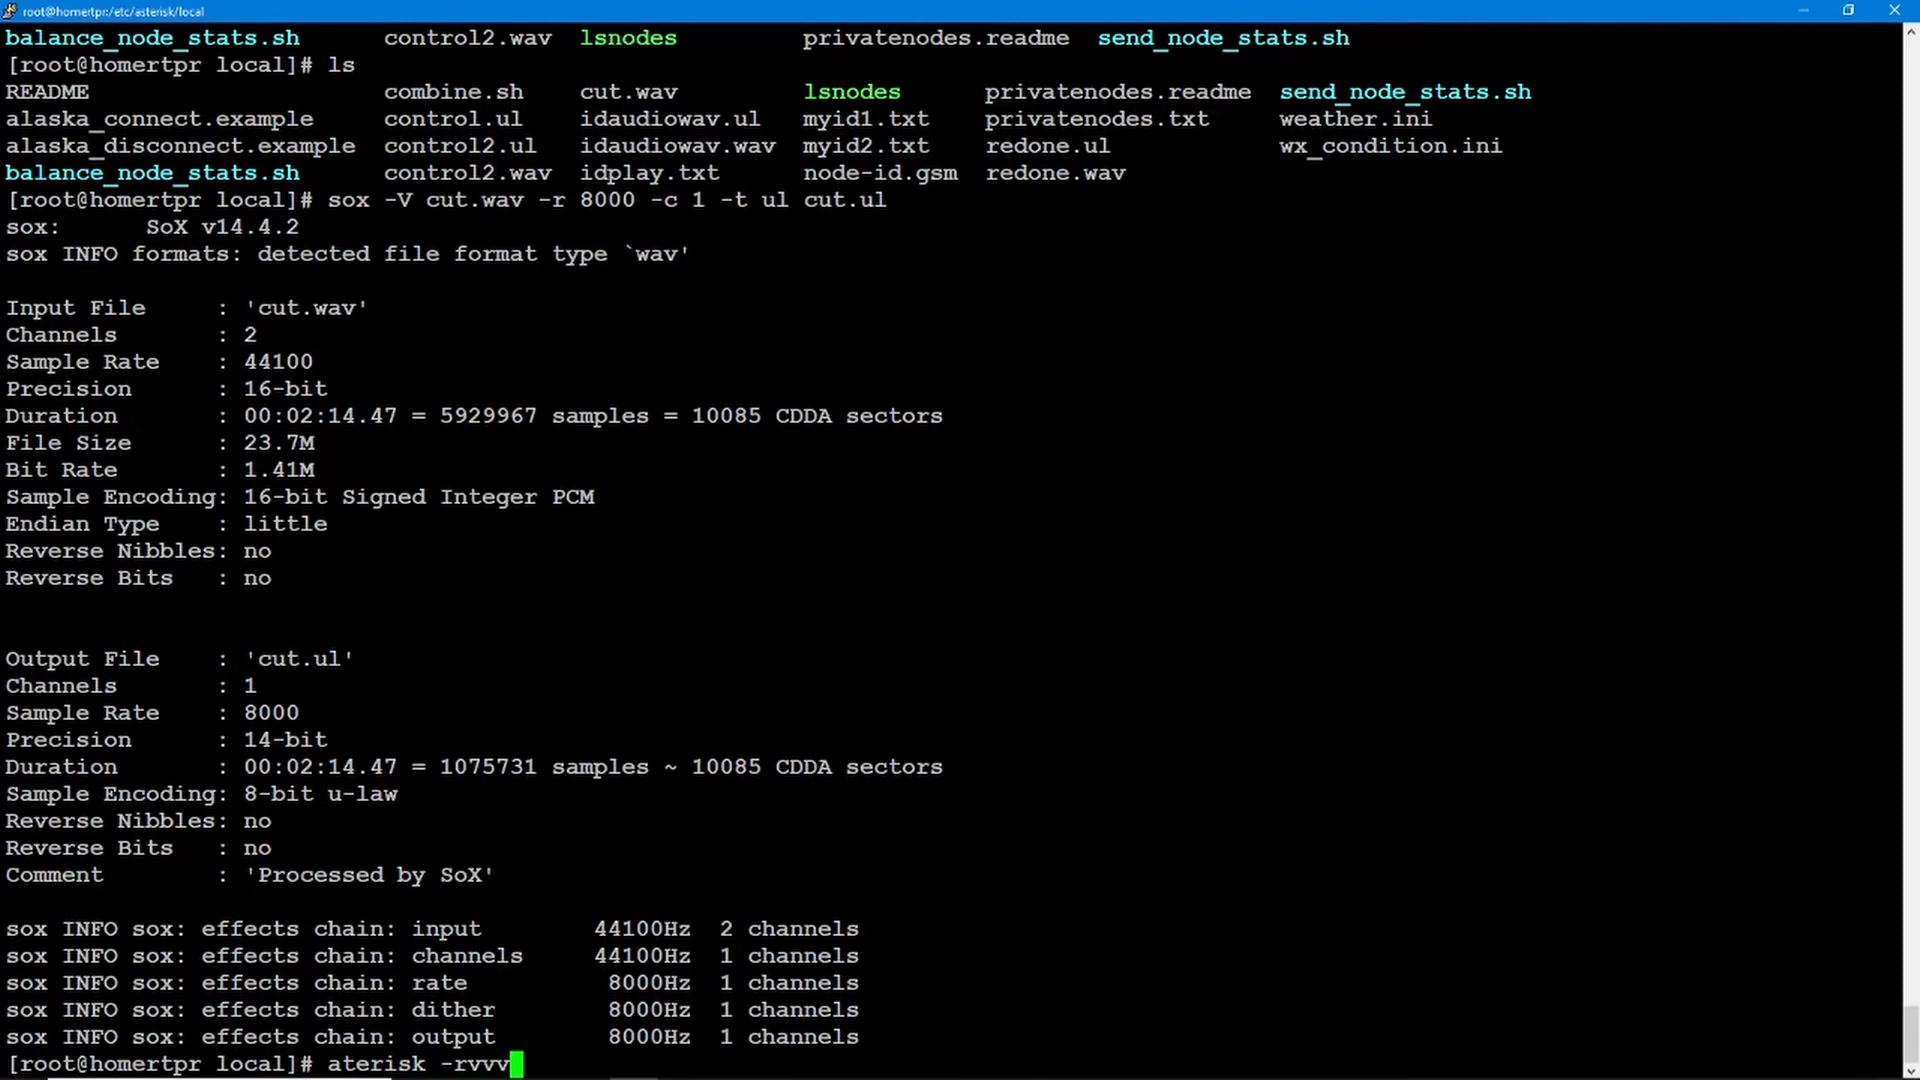 root@homertpr:/etc/asterisk/local
balance_node_stats.sh      control2.wav  lsnodes         privatenodes.readme  send_node_stats.sh
[root@homertpr local]# ls
README                     combine.sh    cut.wav         lsnodes      privatenodes.readme  send_node_stats.sh
alaska_connect.example     control.ul    idaudiowav.ul   myid1.txt    privatenodes.txt     weather.ini
alaska_disconnect.example  control2.ul   idaudiowav.wav  myid2.txt    redone.ul            wx_condition.ini
balance_node_stats.sh      control2.wav  idplay.txt      node-id.gsm  redone.wav
[root@homertpr local]# sox -V cut.wav -r 8000 -c 1 -t ul cut.ul
sox:      SoX v14.4.2
sox INFO formats: detected file format type `wav'
Input File     : 'cut.wav'
Channels       : 2
Sample Rate    : 44100
Precision      : 16-bit
Duration       : 00:02:14.47 = 5929967 samples = 10085 CDDA sectors
File Size      : 23.7M
Bit Rate       : 1.41M
Sample Encoding: 16-bit Signed Integer PCM
Endian Type    : little
Reverse Nibbles: no
Reverse Bits   : no
Output File    : 'cut.ul'
Channels       : 1
Sample Rate    : 8000
Precision      : 14-bit
Duration       : 00:02:14.47 = 1075731 samples ~ 10085 CDDA sectors
Sample Encoding: 8-bit u-law
Reverse Nibbles: no
Reverse Bits   : no
Comment        : 'Processed by SoX'
sox INFO sox: effects chain: input        44100Hz  2 channels
sox INFO sox: effects chain: channels     44100Hz  1 channels
sox INFO sox: effects chain: rate          8000Hz  1 channels
sox INFO sox: effects chain: dither        8000Hz  1 channels
sox INFO sox: effects chain: output        8000Hz  1 channels
[root@homertpr local]# aterisk -rvvv